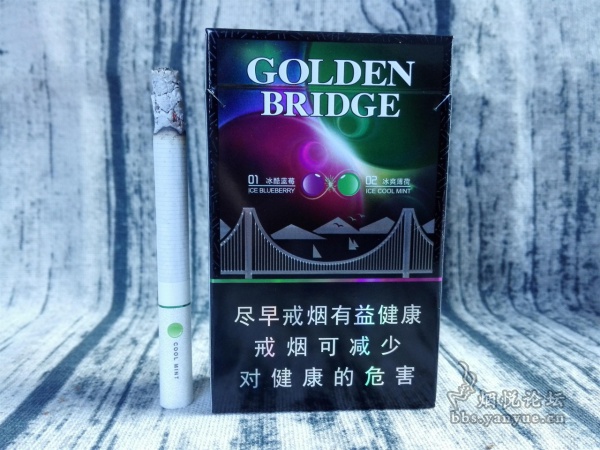 GOLDEN
BRIDGE
01 冰酷蓝莓
ICE BLUEBERRY
02 冰爽薄荷
ICE COOL MINT
尽早戒烟有益健康
戒烟可减少
对健康的危害
COOL MINT
烟悦论坛
bbs.yanyue.cn